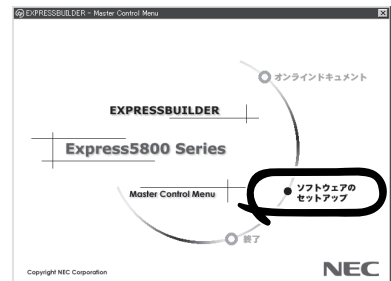 EXPRESSBUILDER - Master Control Menu
オンラインドキュメント
EXPRESSBUILDER
Express5800 Series
Master Control Menu
ソフトウェアの
セットアップ
終了
Copyright NEC Corporation
NEC